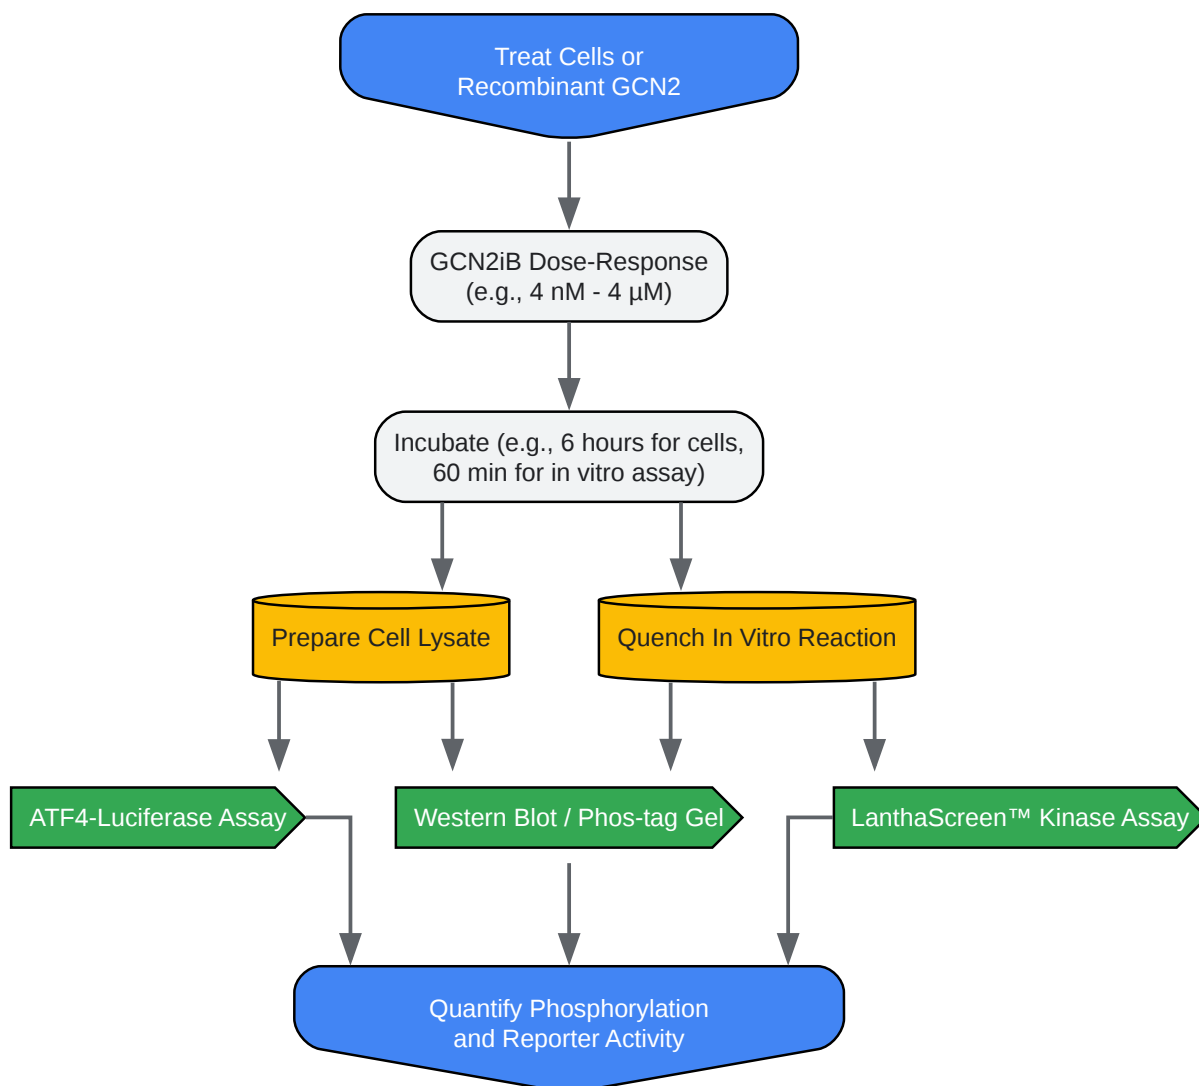 Treat Cells or
Recombinant GCN2
GCN2iB Dose-Response
(e.g., 4 nM - 4 µM)
Incubate (e.g., 6 hours for cells,
60 min for in vitro assay)
Prepare Cell Lysate
Quench In Vitro Reaction
ATF4-Luciferase Assay
Western Blot / Phos-tag Gel
LanthaScreen™ Kinase Assay
Quantify Phosphorylation
and Reporter Activity